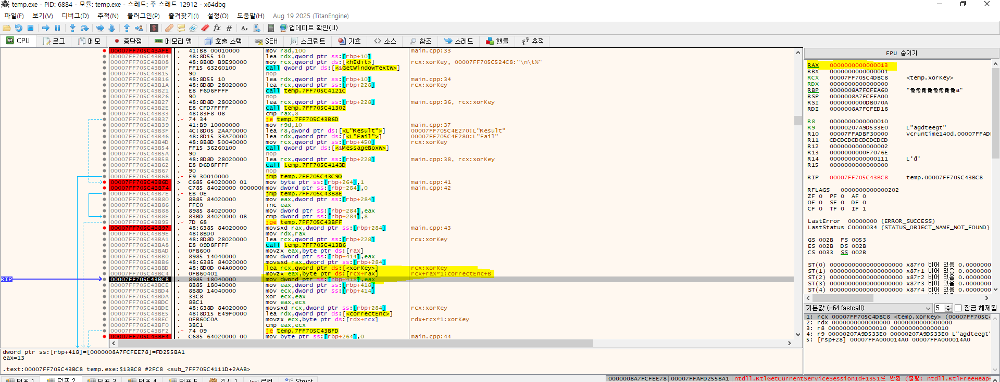 temp.exe - PID: 6884 - 모듈: temp.exe - 스레드: 주 스레드 12912 - x64dbg
파일(F) 보기(V) 디버그(D) 추적(N) 플러그인(P) 즐겨찾기(I) 설정(O) 도움말(H) Aug 19 2025 (TitanEngine)
업데이트 확인(U)
CPU 로그 메모 중단점 메모리 맵 호출 스택 SEH 스크립트 기호 소스 참조 스레드 핸들 추적
00007FF705C43AFE . 41:B8 00010000 mov r8d,100 main.cpp:33
00007FF705C43B04 . 48:8D55 10 lea rdx,qword ptr ss:[rbp+10]
00007FF705C43B08 . 48:8B0D B9E90000 mov rcx,qword ptr ds:[<hEdit>] rcx:xorKey, 00007FF705C524C8:"\n\t%"
00007FF705C43B0F . FF15 63260100 call qword ptr ds:[<&GetWindowTextW>]
00007FF705C43B15 . 90 nop
00007FF705C43B16 . 48:8D55 10 lea rdx,qword ptr ss:[rbp+10] main.cpp:34
00007FF705C43B1A . 48:8D8D 28020000 lea rcx,qword ptr ss:[rbp+228] rcx:xorKey
00007FF705C43B21 . E8 F6D6FFFF call temp.7FF705C4121C
00007FF705C43B26 . 90 nop
00007FF705C43B27 . 48:8D8D 28020000 lea rcx,qword ptr ss:[rbp+228] main.cpp:36, rcx:xorKey
00007FF705C43B2E . E8 CFD7FFFF call temp.7FF705C41302
00007FF705C43B33 . 48:83F8 08 cmp rax,8
00007FF705C43B37 . 74 34 je temp.7FF705C43B6D
00007FF705C43B39 . 41:B9 10000000 mov r9d,10 main.cpp:37
00007FF705C43B3F . 4C:8D05 2AA70000 lea r8,qword ptr ds:[<L"Result">] 00007FF705C4E270:L"Result"
00007FF705C43B46 . 48:8D15 33A70000 lea rdx,qword ptr ds:[<L"Fail">] 00007FF705C4E280:L"Fail"
00007FF705C43B4D . 48:8B8D 50040000 mov rcx,qword ptr ss:[rbp+450] rcx:xorKey
00007FF705C43B54 . FF15 36260100 call qword ptr ds:[<&MessageBoxW>]
00007FF705C43B5A . 90 nop
00007FF705C43B5B . 48:8D8D 28020000 lea rcx,qword ptr ss:[rbp+228] main.cpp:38, rcx:xorKey
00007FF705C43B62 . E8 D6D8FFFF call temp.7FF705C4143D
00007FF705C43B67 . 90 nop
00007FF705C43B68 . E9 30010000 jmp temp.7FF705C43C9D
00007FF705C43B6D > C685 64020000 01 mov byte ptr ss:[rbp+264],1 main.cpp:41
00007FF705C43B74 . C785 84020000 0000000 mov dword ptr ss:[rbp+284],0 main.cpp:42
00007FF705C43B7E . EB 0E jmp temp.7FF705C43B8E
00007FF705C43B80 > 8B85 84020000 mov eax,dword ptr ss:[rbp+284]
00007FF705C43B86 . FFC0 inc eax
00007FF705C43B88 . 8985 84020000 mov dword ptr ss:[rbp+284],eax
00007FF705C43B8E > 83BD 84020000 08 cmp dword ptr ss:[rbp+284],8
00007FF705C43B95 . 7D 68 jge temp.7FF705C43BFF
00007FF705C43B97 . 48:6385 84020000 movsxd rax,dword ptr ss:[rbp+284] main.cpp:43
00007FF705C43B9E . 48:8BD0 mov rdx,rax
00007FF705C43BA1 . 48:8D8D 28020000 lea rcx,qword ptr ss:[rbp+228] rcx:xorKey
00007FF705C43BA8 . E8 09D8FFFF call temp.7FF705C413B6
00007FF705C43BAD . 0FB600 movzx eax,byte ptr ds:[rax]
00007FF705C43BB0 . 8985 14040000 mov dword ptr ss:[rbp+414],eax
00007FF705C43BB6 . 48:6385 84020000 movsxd rax,dword ptr ss:[rbp+284]
00007FF705C43BBD . 48:8D0D 04A00000 lea rcx,qword ptr ds:[<xorKey>] rcx:xorKey
00007FF705C43BC4 . 0FB60401 movzx eax,byte ptr ds:[rcx+rax] rcx+rax*1:correctEnc+B
RIP 00007FF705C43BC8 . 8985 18040000 mov dword ptr ss:[rbp+418],eax
00007FF705C43BCE . 8B85 18040000 mov eax,dword ptr ss:[rbp+418]
00007FF705C43BD4 . 8B8D 14040000 mov ecx,dword ptr ss:[rbp+414]
00007FF705C43BDA . 33C8 xor ecx,eax
00007FF705C43BDC . 8BC1 mov eax,ecx
00007FF705C43BDE . 48:638D 84020000 movsxd rcx,dword ptr ss:[rbp+284] rcx:xorKey
00007FF705C43BE5 . 48:8D15 E49F0000 lea rdx,qword ptr ds:[<correctEnc>]
00007FF705C43BEC . 0FB60C0A movzx ecx,byte ptr ds:[rdx+rcx] rdx+rcx*1:xorKey
00007FF705C43BF0 . 3BC1 cmp eax,ecx
00007FF705C43BF2 . 74 09 je temp.7FF705C43BFD
00007FF705C43BF4 . C685 64020000 00 mov byte ptr ss:[rbp+264],0 main.cpp:44
dword ptr ss:[rbp+418]=[0000008A7FCFEE78]=FD255BA1
eax=13
.text:00007FF705C43BC8 temp.exe:$13BC8 #2FC8 <sub_7FF705C4111D+2AAB>
FPU 숨기기
RAX 0000000000000013
RBX 0000000000000001
RCX 00007FF705C4DBC8 <temp.xorKey>
RDX 0000000000000000
RBP 0000008A7FCFEA60
RSP 0000008A7FCFEA00
RSI 0000000000DB070A
RDI 0000008A7FCFED18
R8 0000000000000010
R9 00000207A9D533E0 L"agdteegt"
R10 00007FFADBF30000 vcruntime140d.00007FFADF
R11 CDCDCDCDCDCDCDCD
R12 0000000000000002
R13 0000000000F7076E
R14 0000000000000111 L'đ'
R15 0000000000000000
RIP 00007FF705C43BC8 temp.00007FF705C43BC8
RFLAGS 0000000000000202
ZF 0 PF 0 AF 0
OF 0 SF 0 DF 0
CF 0 TF 0 IF 1
LastError 00000000 (ERROR_SUCCESS)
LastStatus C0000034 (STATUS_OBJECT_NAME_NOT_FOUND)
GS 002B FS 0053
ES 002B DS 002B
CS 0033 SS 002B
ST(0) 00000000000000000000 x87r0 비어 있음 0.0000000
ST(1) 00000000000000000000 x87r1 비어 있음 0.0000000
ST(2) 00000000000000000000 x87r2 비어 있음 0.0000000
ST(3) 00000000000000000000 x87r3 비어 있음 0.0000000
ST(4) 00000000000000000000 x87r4 비어 있음 0.0000000
기본값 (x64 fastcall) 5 잠금 해제됨
1: rcx 00007FF705C4DBC8 <temp.xorKey> (00007FF705C4
2: rdx 0000000000000000 0000000000000000
3: r8 0000000000000010 0000000000000010
4: r9 00000207A9D533E0 00000207A9D533E0 L"agdteegt"
5: [rsp+28] 00007FFA000014A0 00007FFA000014A0
덤프 1 덤프 2 덤프 3 덤프 4 덤프 5 주시 1 로컬 Struct
0000008A7FCFEE78 00007FFAFD255BA1 ntdll.RtlGetCurrentServiceSessionId+1351로 반환 (출발: ntdll.RtlFreeHeap+